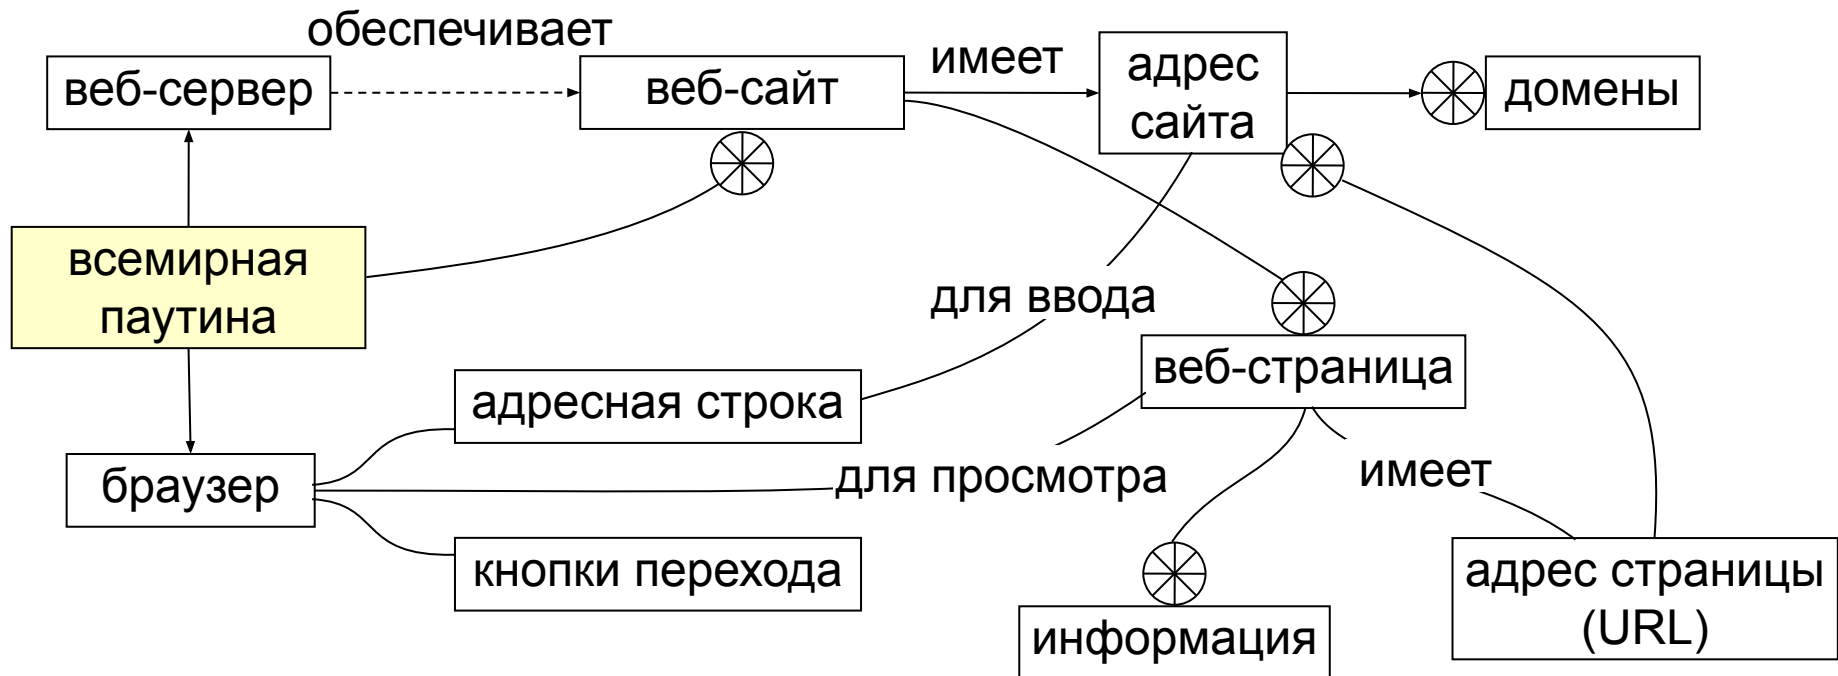 обеспечивает
веб-сервер
веб-сайт
имеет
адрес
сайта
домены
всемирная
паутина
для ввода
веб-страница
адресная строка
браузер
для просмотра
имеет
кнопки перехода
информация
адрес страницы
(URL)